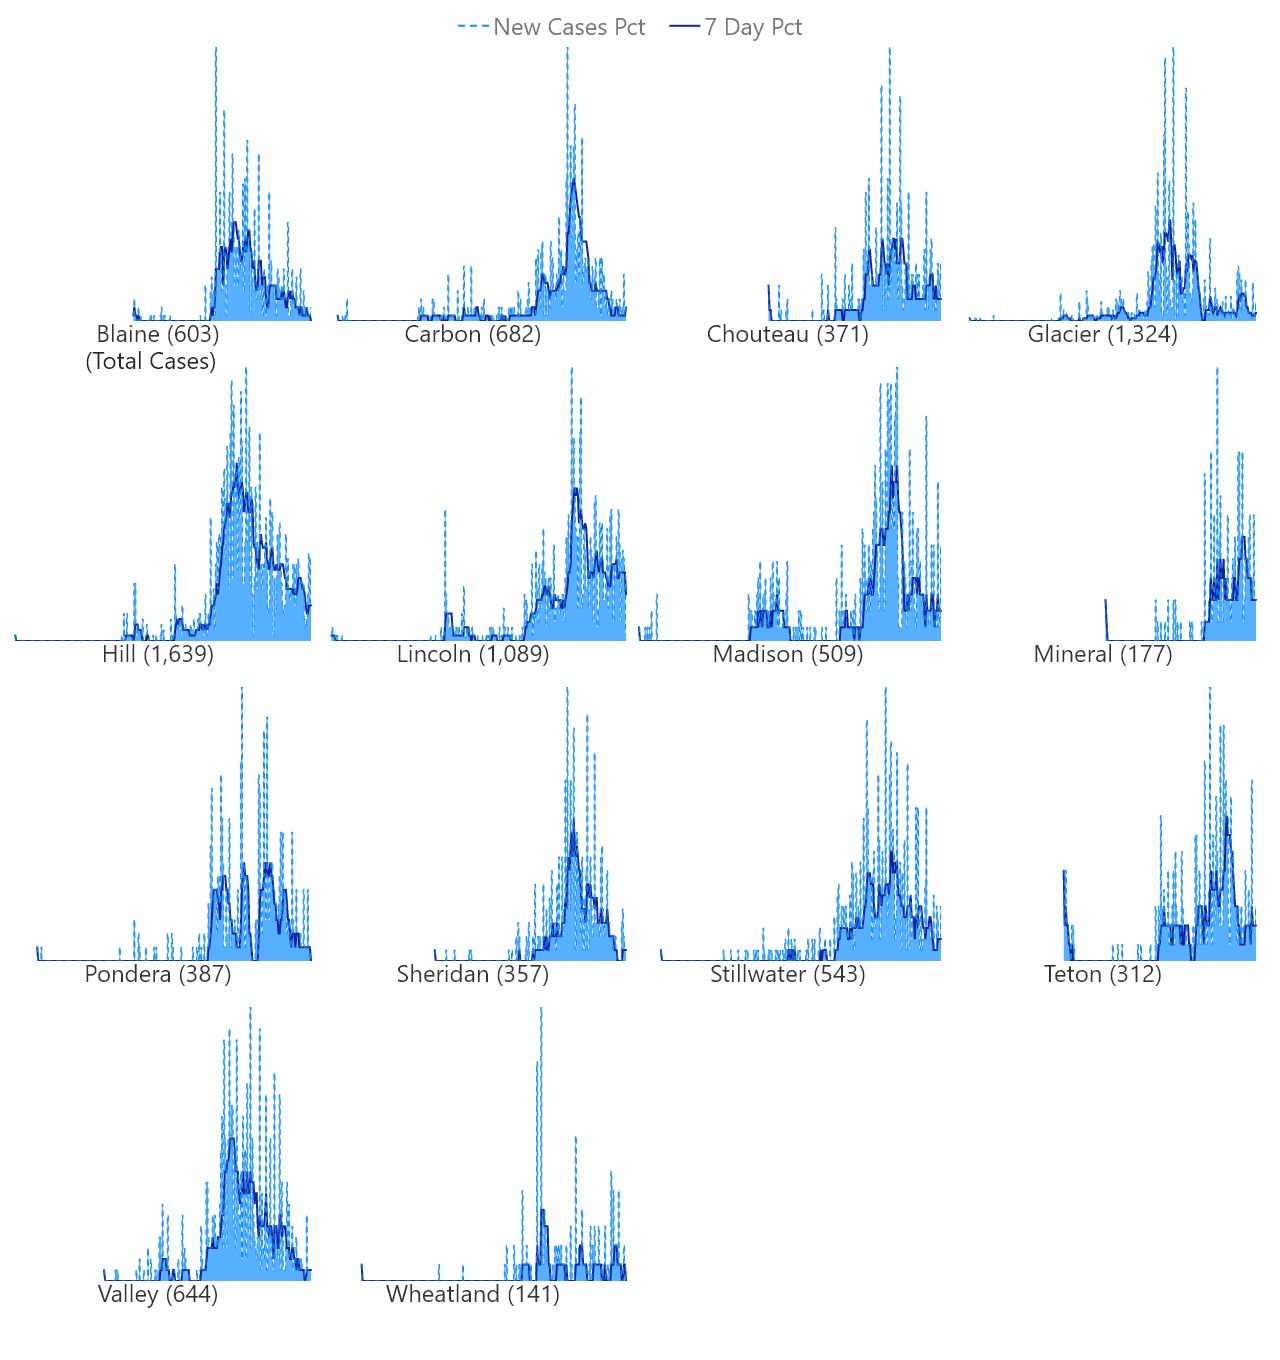 New Cases Pct 7 Day Pct
Blaine (603) Carbon (682) Chouteau (371) Glacier (1,324)
(Total Cases)
Hill (1,639) Lincoln (1,089) Madison (509) Mineral (177)
Pondera (387) Sheridan (357) Stillwater (543) Teton (312)
Valley (644) Wheatland (141)